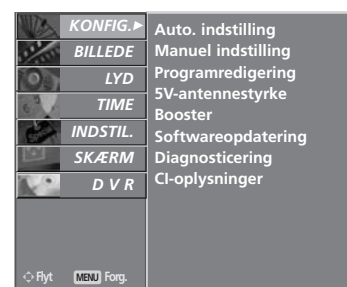 KONFIG.
BILLEDE
LYD
TIME
INDSTIL.
SKÆRM
D V R
Auto. indstilling
Manuel indstilling
Programredigering
5V-antennestyrke
Booster
Softwareopdatering
Diagnosticering
CI-oplysninger
Flyt MENU Forg.